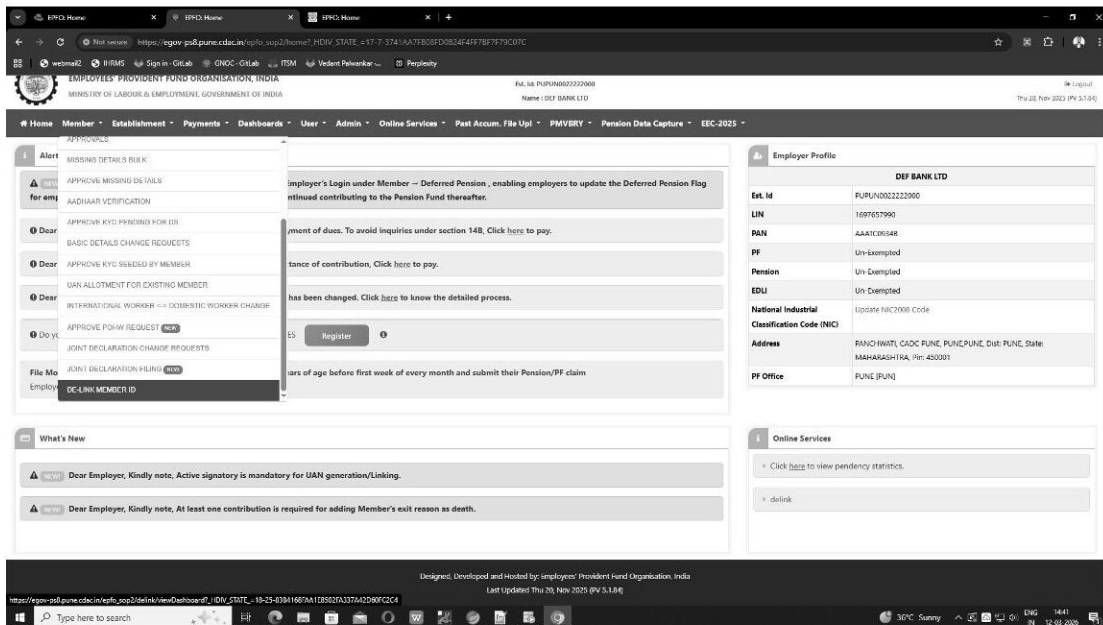 EPFO: Home
EPFO: Home
EPFO: Home
Not secure https://egov-ps8.pune.cdac.in/epfo_sop2/home?_HDIV_STATE_=17-7-3741AA7FB08FD0B24F4FF7BF7F79C07C
webmail2 IHRMS Sign in · GitLab GNOC · GitLab ITSM Vedant Palwankar -... Perplexity
EMPLOYEES' PROVIDENT FUND ORGANISATION, INDIA
MINISTRY OF LABOUR & EMPLOYMENT, GOVERNMENT OF INDIA
Est. Id: PUPUN0022222000
Name : DEF BANK LTD
Logout
Thu 20, Nov 2025 (PV 5.1.84)
Home Member Establishment Payments Dashboards User Admin Online Services Past Accum. File Upl PMVBRY Pension Data Capture EEC-2025
APPROVALS
MISSING DETAILS BULK
APPROVE MISSING DETAILS
AADHAAR VERIFICATION
APPROVE KYC PENDING FOR DS
BASIC DETAILS CHANGE REQUESTS
APPROVE KYC SEEDED BY MEMBER
UAN ALLOTMENT FOR EXISTING MEMBER
INTERNATIONAL WORKER <-> DOMESTIC WORKER CHANGE
APPROVE POHW REQUEST NEW
JOINT DECLARATION CHANGE REQUESTS
JOINT DECLARATION FILING NEW
DE-LINK MEMBER ID
Alert
NEW Employer's Login under Member -- Deferred Pension , enabling employers to update the Deferred Pension Flag
for emp ntinued contributing to the Pension Fund thereafter.
Dear yment of dues. To avoid inquiries under section 14B, Click here to pay.
Dear tance of contribution, Click here to pay.
Dear has been changed. Click here to know the detailed process.
Do yo ES Register
File Mo ars of age before first week of every month and submit their Pension/PF claim
Employe
Employer Profile
DEF BANK LTD
Est. Id PUPUN0022222000
LIN 1697657990
PAN AAATC0934B
PF Un-Exempted
Pension Un-Exempted
EDLI Un-Exempted
National Industrial Classification Code (NIC) Update NIC2008 Code
Address PANCHWATI, CADC PUNE, PUNE,PUNE, Dist: PUNE, State:
MAHARASHTRA, Pin: 450001
PF Office PUNE [PUN]
What's New
NEW! Dear Employer, Kindly note, Active signatory is mandatory for UAN generation/Linking.
NEW! Dear Employer, Kindly note, At least one contribution is required for adding Member's exit reason as death.
Online Services
Click here to view pendency statistics.
delink
Designed, Developed and Hosted by: Employees' Provident Fund Organisation, India
Last Updated Thu 20, Nov 2025 (PV 5.1.84)
https://egov-ps8.pune.cdac.in/epfo_sop2/delink/viewDashboard?_HDIV_STATE_=18-25-83B4168FAA1E8502FA337A42D60FC2C4
Type here to search
36°C Sunny
ENG
IN
14:41
12-03-2026